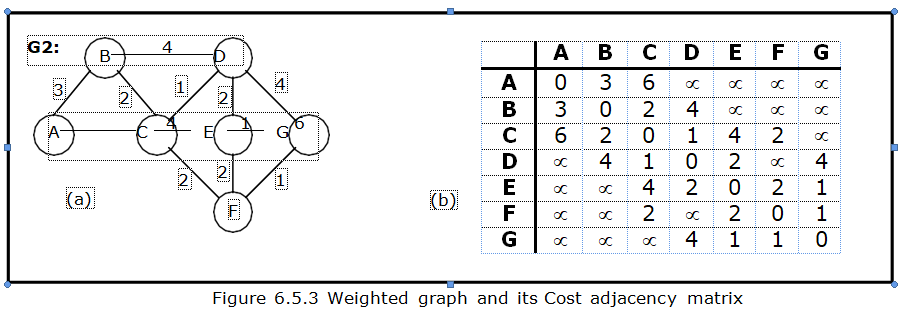 G2:
B 4 D
3 2 1 2 4
A C 4 E 1 G 6
2 2 1
(a)
F
(b)
A B C D E F G
A 0 3 6 ∝ ∝ ∝ ∝
B 3 0 2 4 ∝ ∝ ∝
C 6 2 0 1 4 2 ∝
D ∝ 4 1 0 2 ∝ 4
E ∝ ∝ 4 2 0 2 1
F ∝ ∝ 2 ∝ 2 0 1
G ∝ ∝ ∝ 4 1 1 0
Figure 6.5.3 Weighted graph and its Cost adjacency matrix